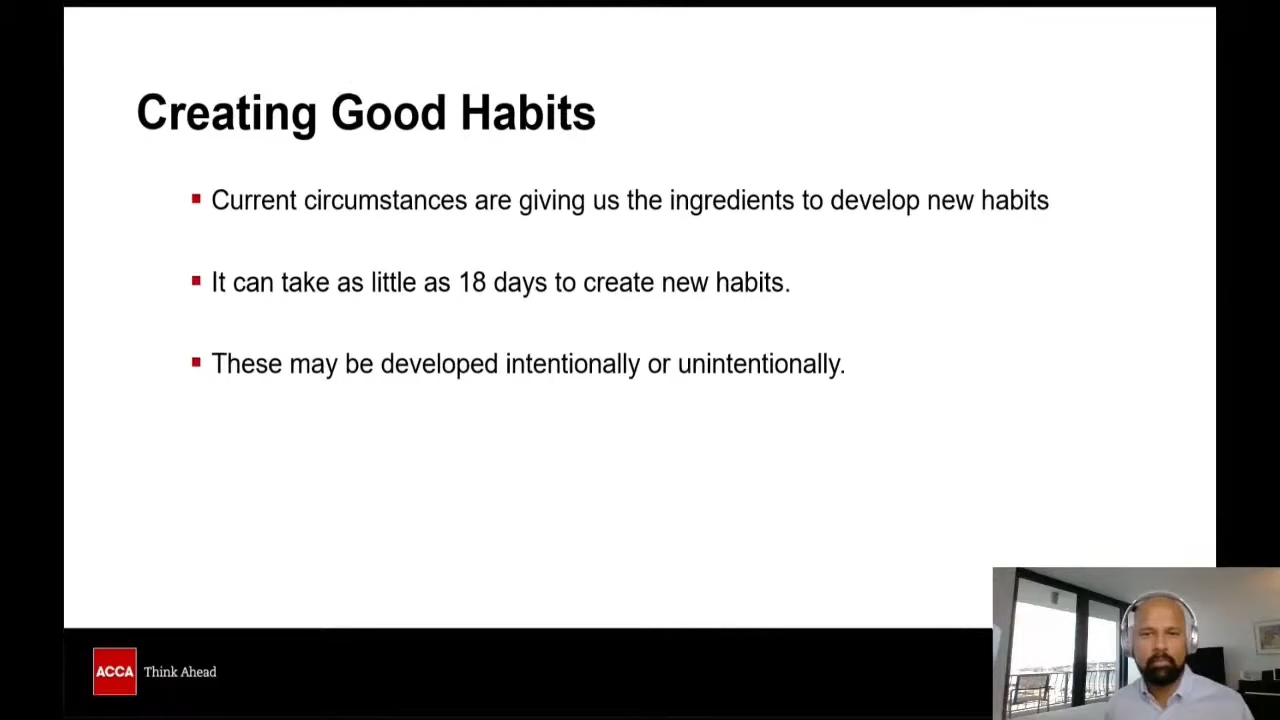 Creating Good Habits
Current circumstances are giving us the ingredients to develop new habits
It can take as little as 18 days to create new habits.
These may be developed intentionally or unintentionally.
ACCA Think Ahead